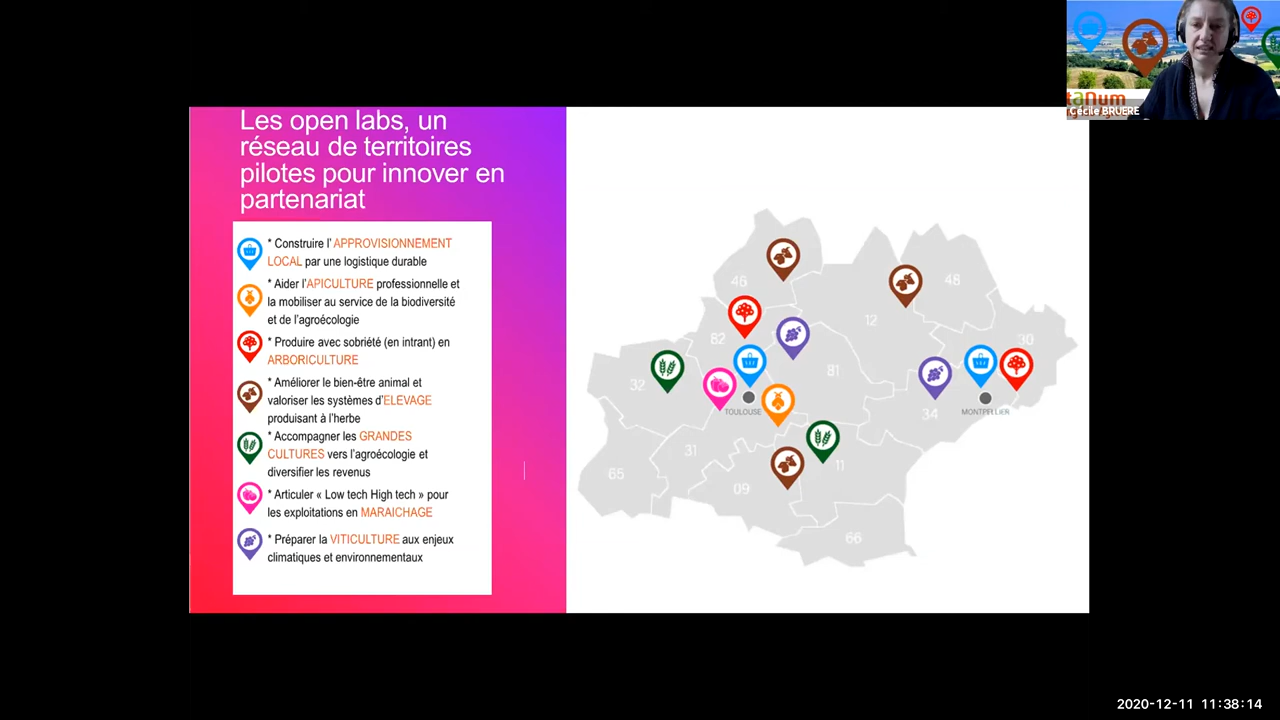 Les open labs, un
réseau de territoires
pilotes pour innover en
partenariat
* Construire l' APPROVISIONNEMENT
LOCAL par une logistique durable
* Aider l'APICULTURE professionnelle et
la mobiliser au service de la biodiversité
et de l'agroécologie
* Produire avec sobriété (en intrant) en
ARBORICULTURE
* Améliorer le bien-être animal et
valoriser les systèmes d'ELEVAGE
produisant à l'herbe
* Accompagner les GRANDES
CULTURES vers l'agroécologie et
diversifier les revenus
* Articuler « Low tech High tech » pour
les exploitations en MARAICHAGE
* Préparer la VITICULTURE aux enjeux
climatiques et environnementaux
46
48
12
82
30
32
81
34
TOULOUSE
MONTPELLIER
31
11
65
09
66
tanum
Cécile BRUERE
2020-12-11 11:38:14